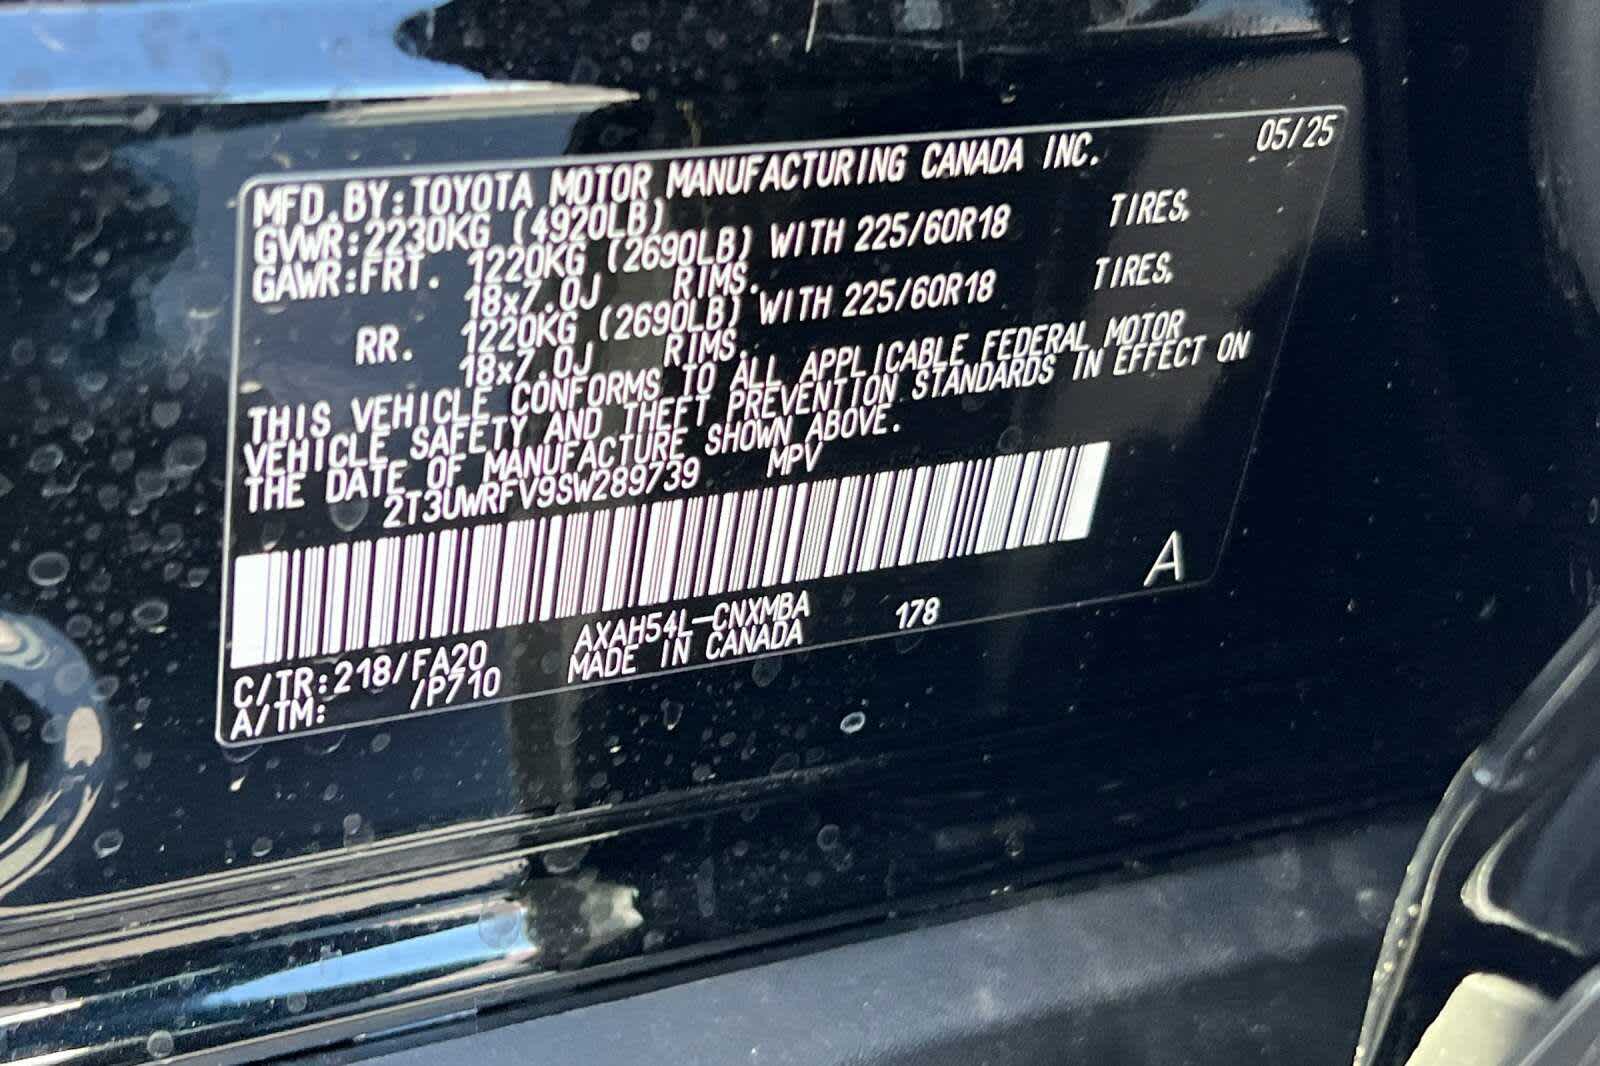 MFD.BY:TOYOTA MOTOR MANUFACTURING CANADA INC. 05/25
GVWR:2230KG (4920LB)
GAWR:FRT. 1220KG (2690LB) WITH 225/60R18 TIRES,
18x7.0J RIMS.
RR. 1220KG (2690LB) WITH 225/60R18 TIRES,
18x7.0J RIMS.
THIS VEHICLE CONFORMS TO ALL APPLICABLE FEDERAL MOTOR
VEHICLE SAFETY AND THEFT PREVENTION STANDARDS IN EFFECT ON
THE DATE OF MANUFACTURE SHOWN ABOVE.
2T3UWRFV9SW289739 MPV
A
C/TR:218/FA20 AXAH54L-CNXMBA 178
A/TM: /P710 MADE IN CANADA